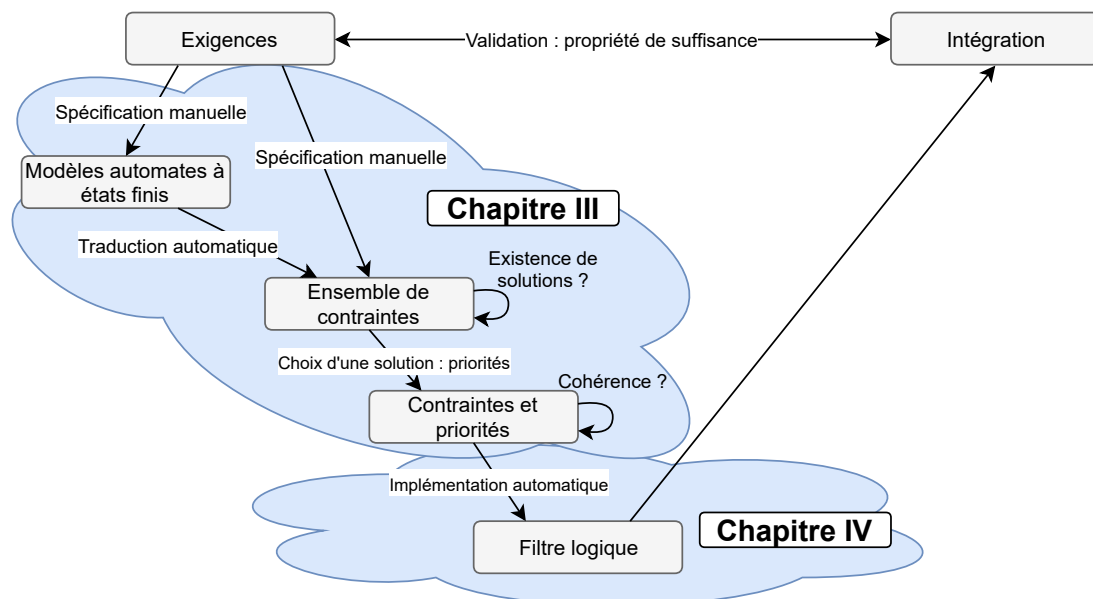 Exigences
Validation : propriété de suffisance
Intégration
Spécification manuelle
Spécification manuelle
Modèles automates à
états finis
Chapitre III
Traduction automatique
Existence de
solutions ?
Ensemble de
contraintes
Choix d'une solution : priorités
Cohérence ?
Contraintes et
priorités
Implémentation automatique
Chapitre IV
Filtre logique